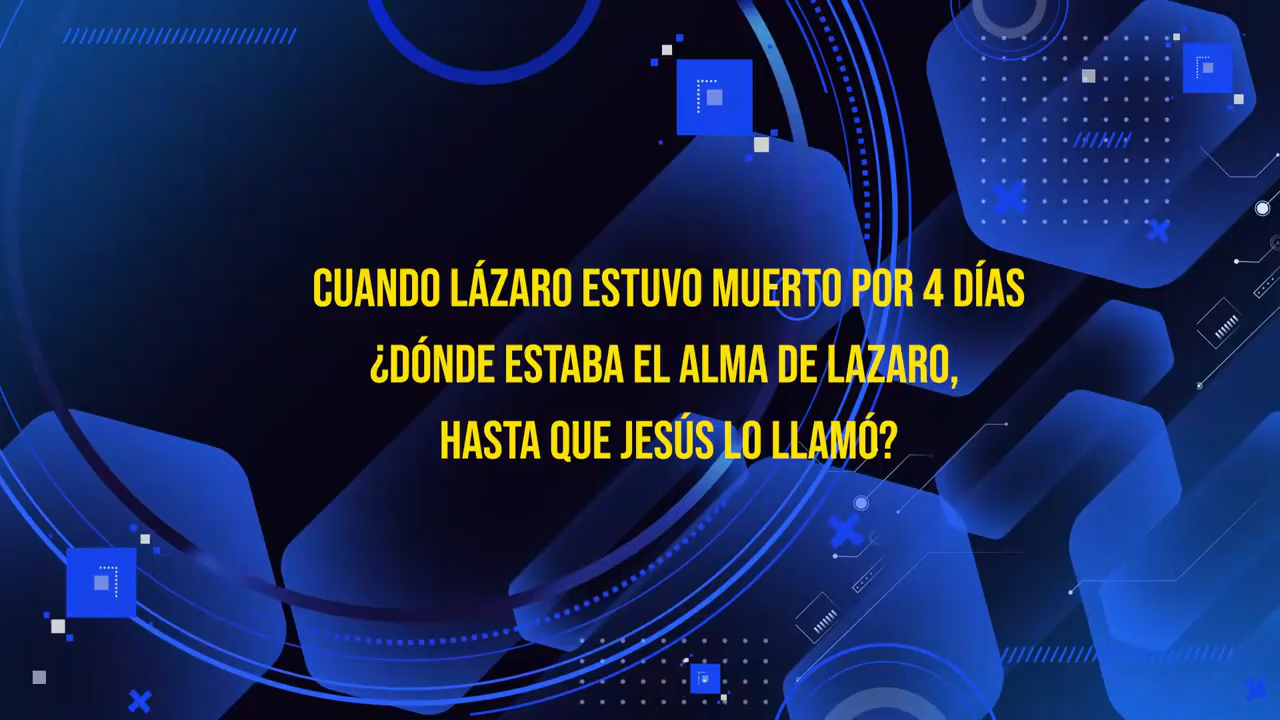 CUANDO LÁZARO ESTUVO MUERTO POR 4 DÍAS
¿DÓNDE ESTABA EL ALMA DE LAZARO,
HASTA QUE JESÚS LO LLAMÓ?